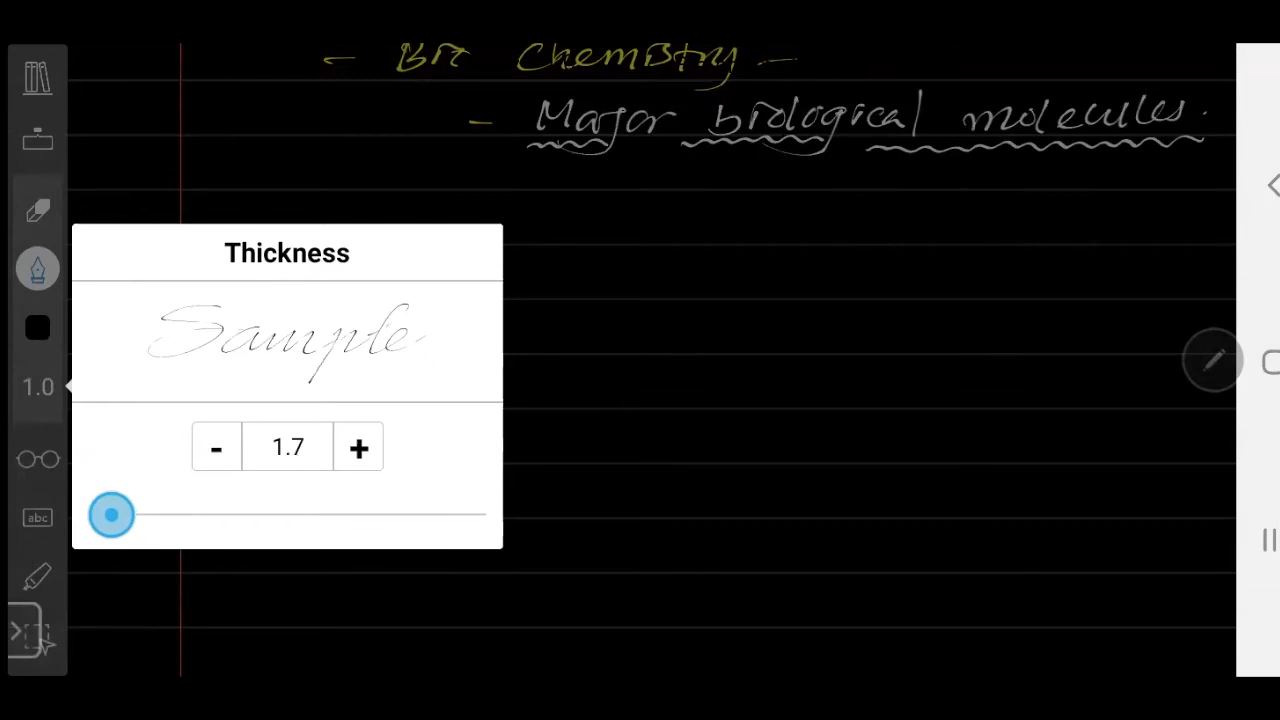 - Bio Chemistry -
- Major biological molecules.
Thickness
Sample
- 1.7 +
1.0
abc